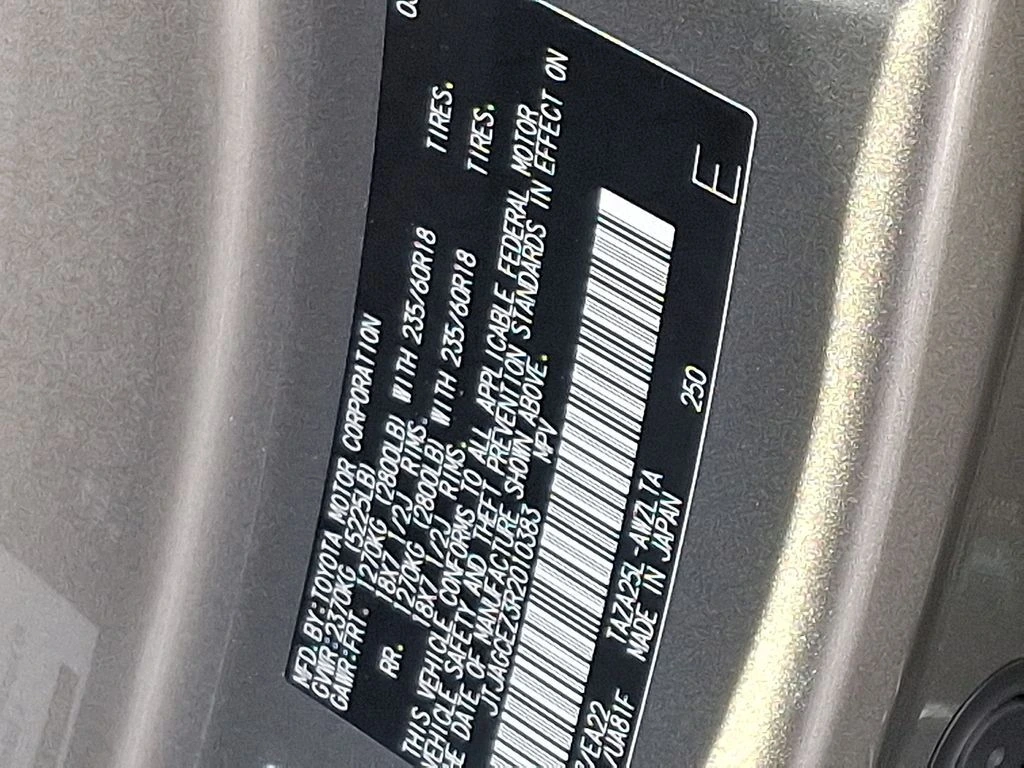 MFD. BY: TOYOTA MOTOR CORPORATION
GVWR: 2370KG (5225LB)
GAWR: FRT. 1270KG (2800LB) WITH 235/60R18 TIRES.
18X7 1/2J RIMS.
RR. 1270KG (2800LB) WITH 235/60R18 TIRES.
18X7 1/2J RIMS.
THIS VEHICLE CONFORMS TO ALL APPLICABLE FEDERAL MOTOR
VEHICLE SAFETY AND THEFT PREVENTION STANDARDS IN EFFECT ON
THE DATE OF MANUFACTURE SHOWN ABOVE.
MPV
/EA22 TAZA25L-AWZLTA 250
/UA81F MADE IN JAPAN
E